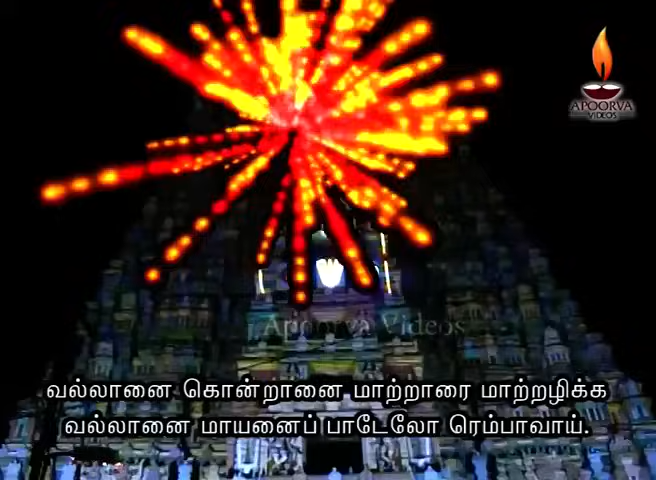 APOORVA
VIDEOS
Apoorva Videos
வல்லானை கொன்றானை மாற்றாரை மாற்றழிக்க
வல்லானை மாயனைப் பாடேலோ ரெம்பாவாய்.